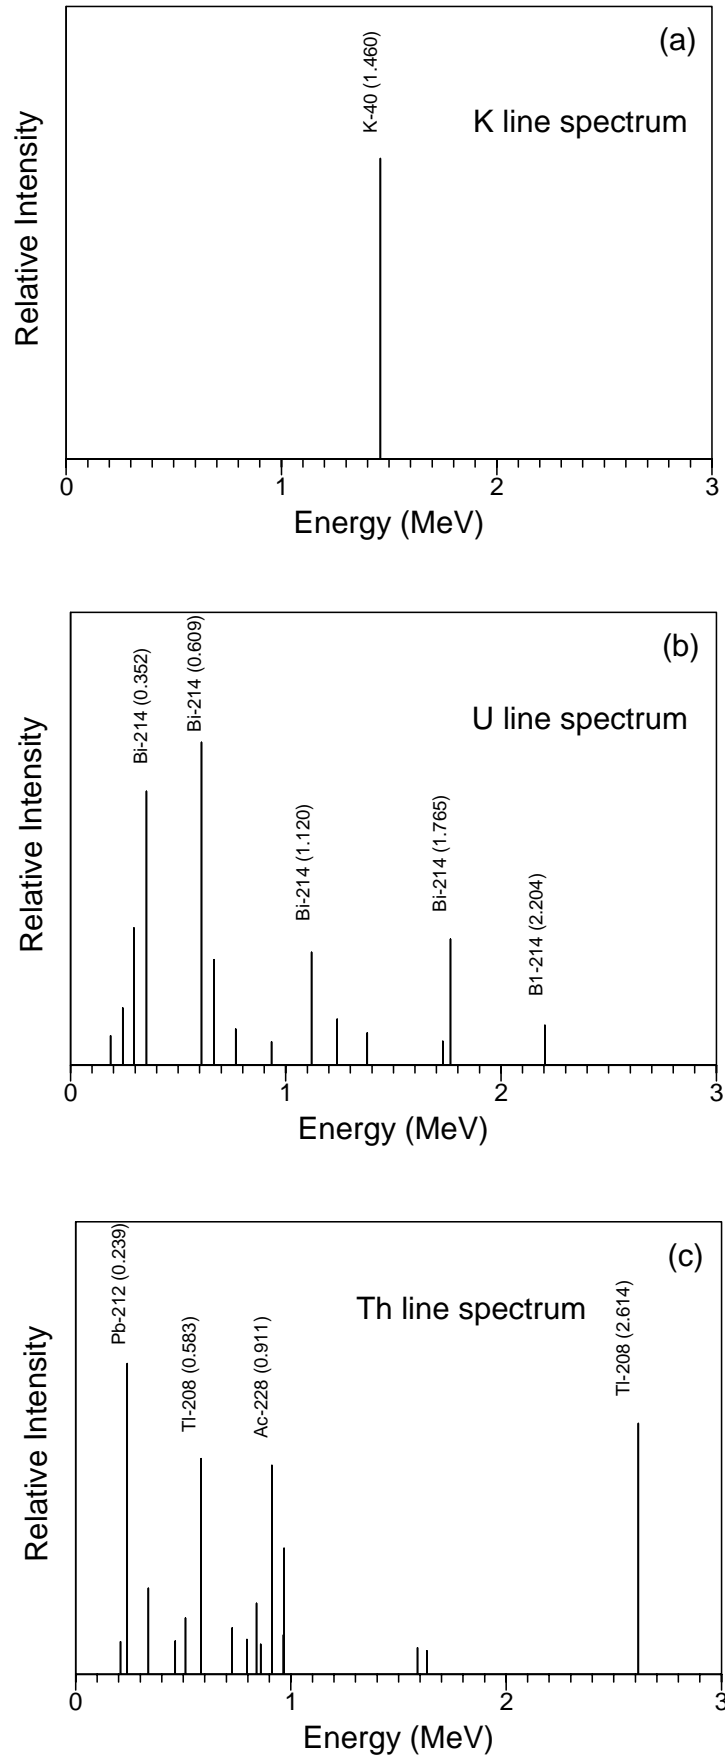 (a)
K-40 (1.460)
K line spectrum
Relative Intensity
0 1 2 3
Energy (MeV)
(b)
Bi-214 (0.352)
Bi-214 (0.609)
U line spectrum
Bi-214 (1.120)
Bi-214 (1.765)
B1-214 (2.204)
Relative Intensity
0 1 2 3
Energy (MeV)
(c)
Pb-212 (0.239)
Th line spectrum
Tl-208 (0.583)
Ac-228 (0.911)
Tl-208 (2.614)
Relative Intensity
0 1 2 3
Energy (MeV)